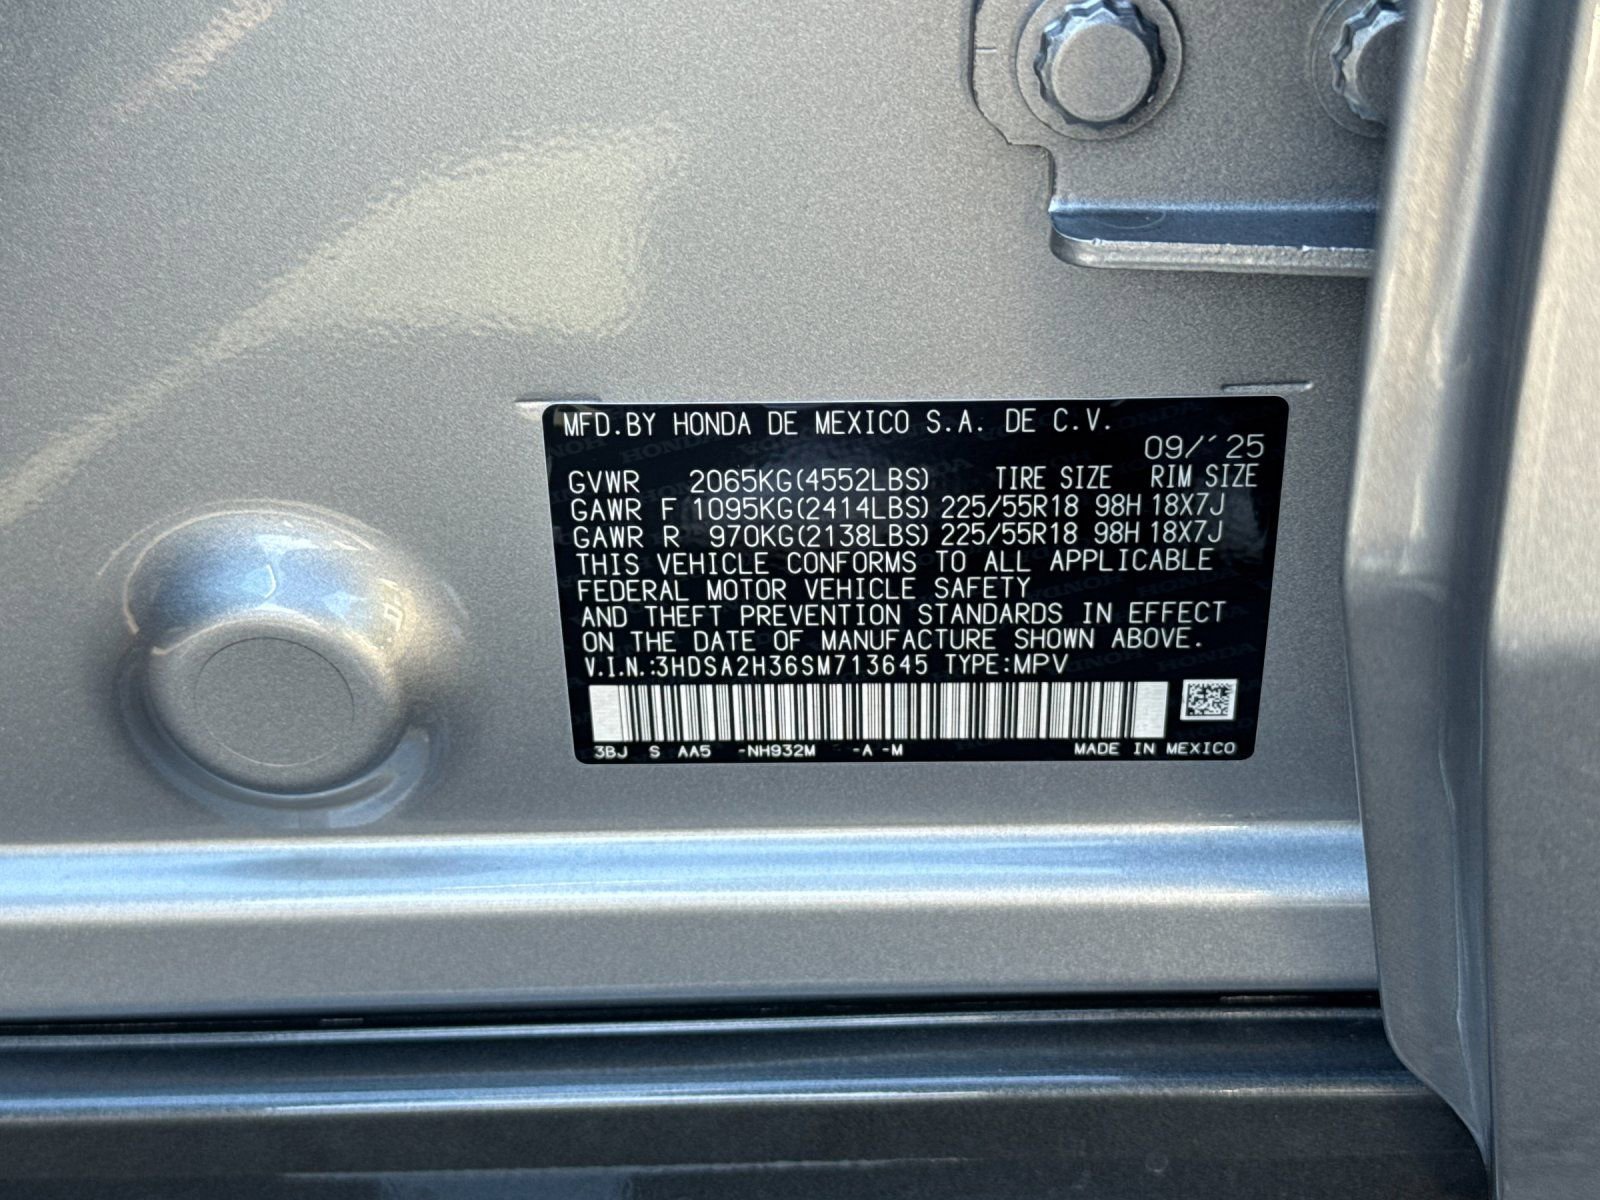 MFD.BY HONDA DE MEXICO S.A. DE C.V.
09/´25
GVWR 2065KG(4552LBS) TIRE SIZE RIM SIZE
GAWR F 1095KG(2414LBS) 225/55R18 98H 18X7J
GAWR R 970KG(2138LBS) 225/55R18 98H 18X7J
THIS VEHICLE CONFORMS TO ALL APPLICABLE
FEDERAL MOTOR VEHICLE SAFETY
AND THEFT PREVENTION STANDARDS IN EFFECT
ON THE DATE OF MANUFACTURE SHOWN ABOVE.
V.I.N.:3HDSA2H36SM713645 TYPE:MPV
3BJ S AA5 -NH932M -A -M MADE IN MEXICO